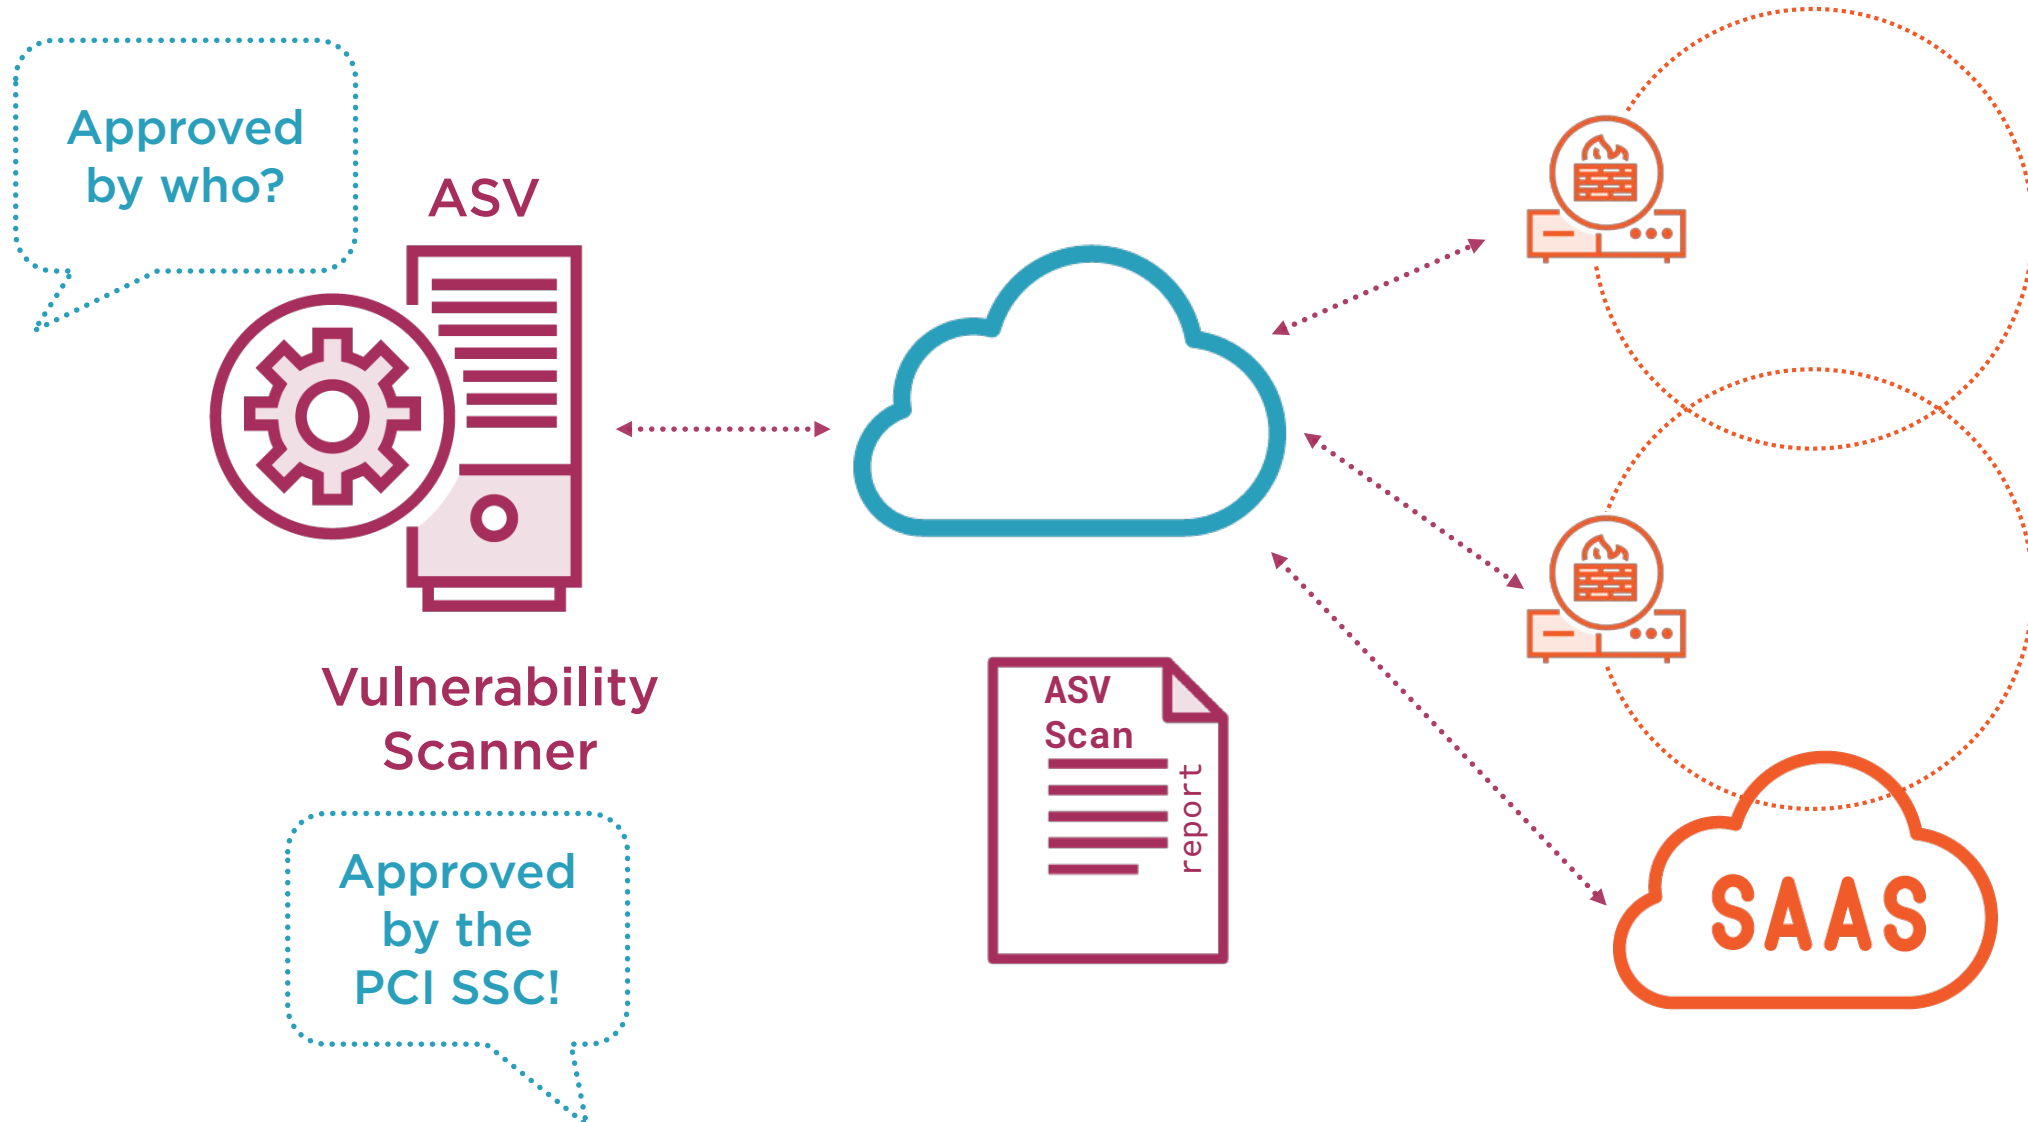 Approved
by who?
ASV
Vulnerability
Scanner
Approved
by the
PCI SSC!
ASV
Scan
report
SAAS